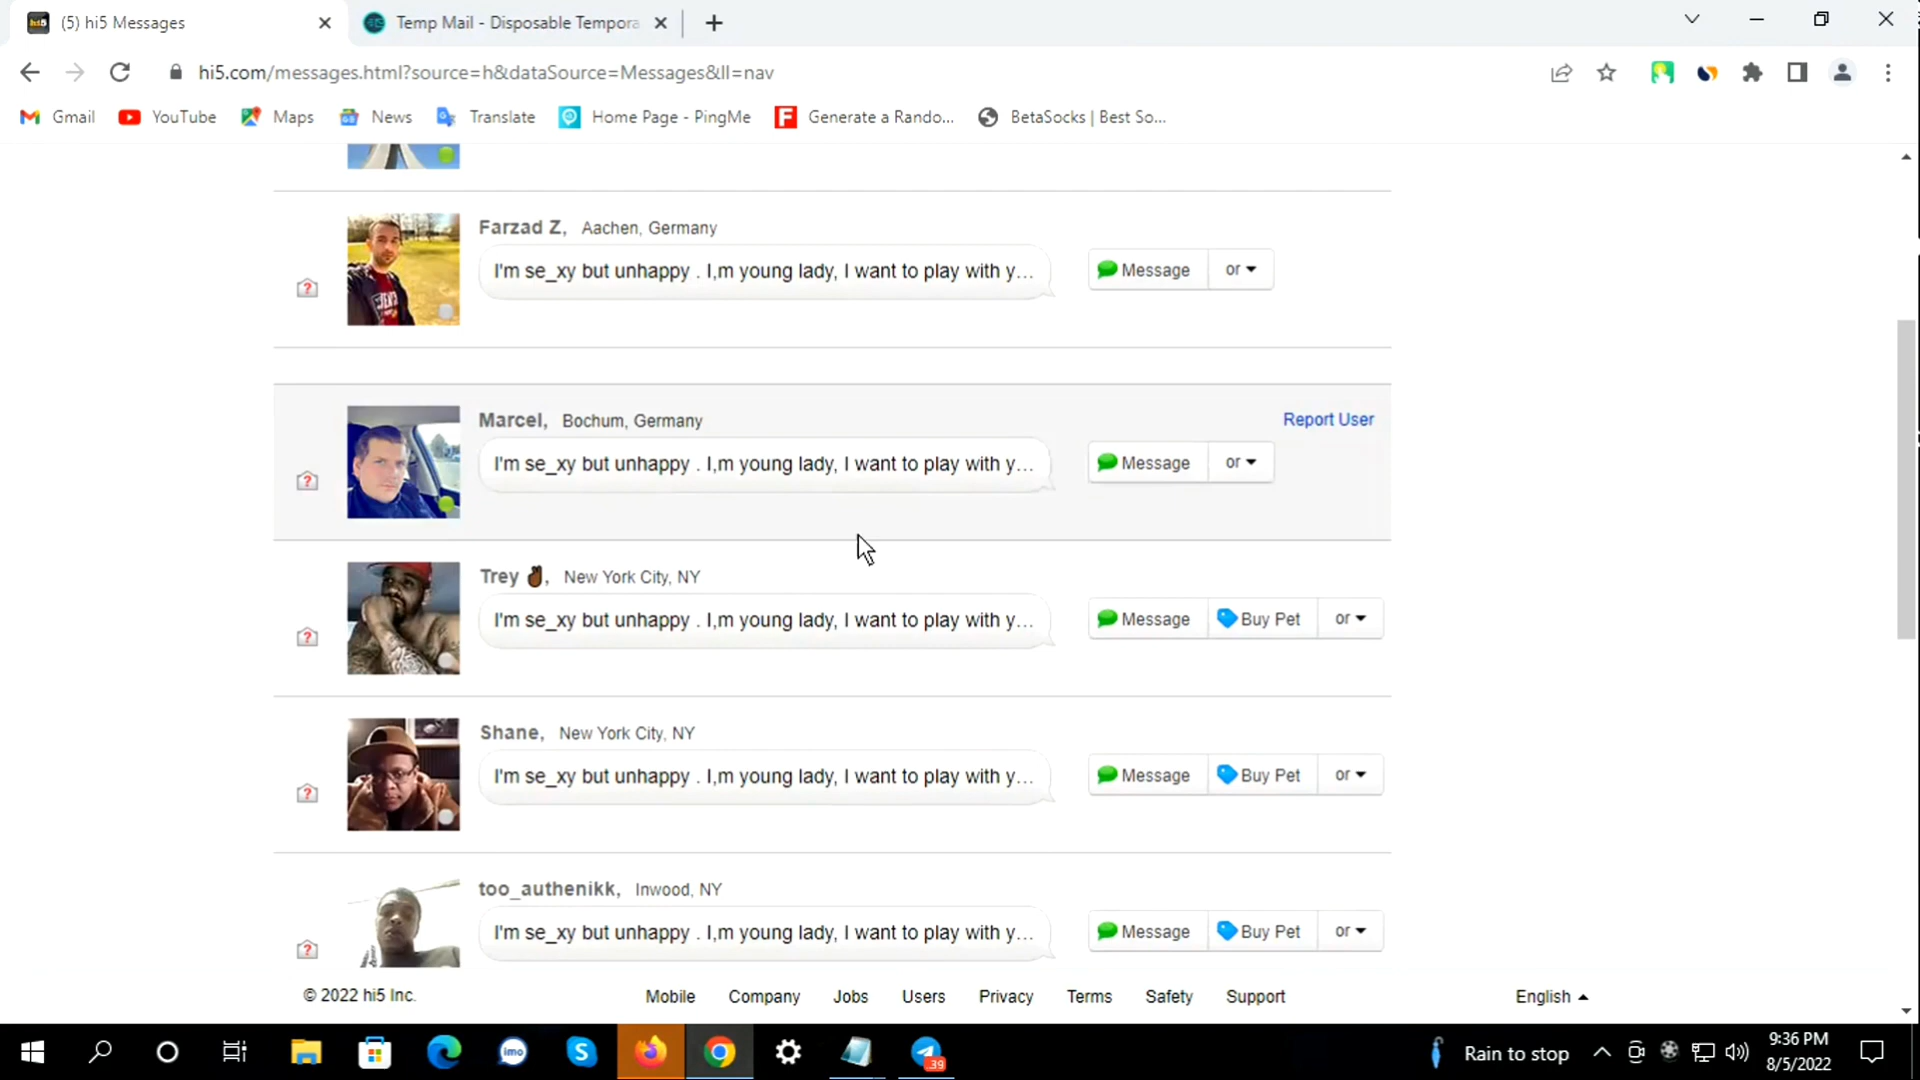 (5) hi5 Messages
Temp Mail - Disposable Tempora
hi5.com/messages.html?source=h&dataSource=Messages&ll=nav
Gmail YouTube Maps News Translate Home Page - PingMe Generate a Rando... BetaSocks | Best So...
Farzad Z, Aachen, Germany
I'm se_xy but unhappy . I,m young lady, I want to play with y... Message or
Marcel, Bochum, Germany Report User
I'm se_xy but unhappy . I,m young lady, I want to play with y... Message or
Trey ✌🏿, New York City, NY
I'm se_xy but unhappy . I,m young lady, I want to play with y... Message Buy Pet or
Shane, New York City, NY
I'm se_xy but unhappy . I,m young lady, I want to play with y... Message Buy Pet or
too_authenikk, Inwood, NY
I'm se_xy but unhappy . I,m young lady, I want to play with y... Message Buy Pet or
© 2022 hi5 Inc. Mobile Company Jobs Users Privacy Terms Safety Support English
39 Rain to stop 9:36 PM
8/5/2022